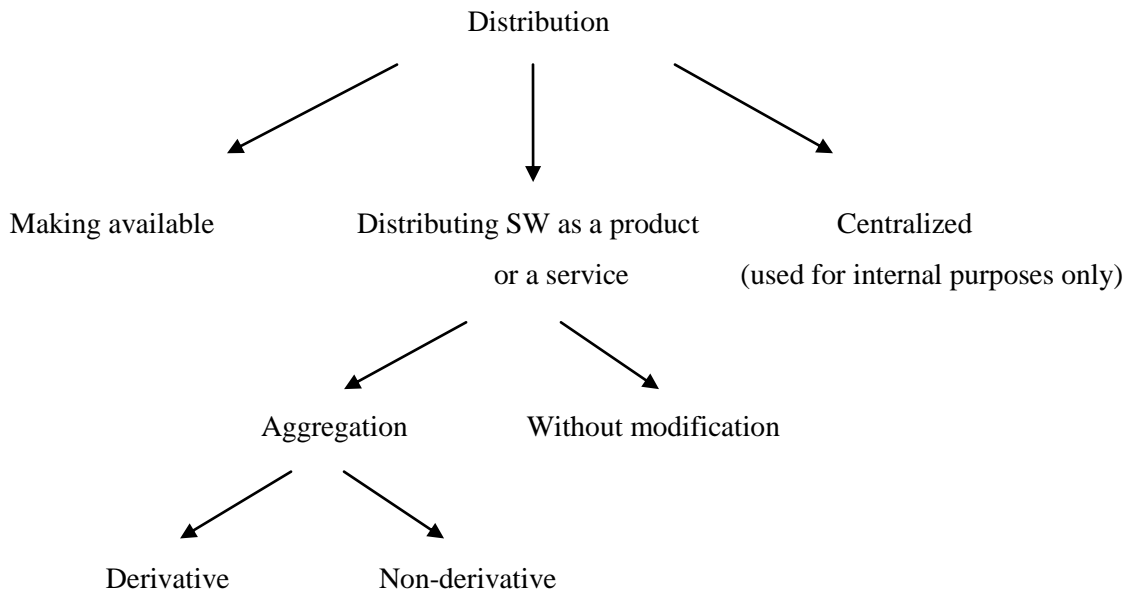 Distribution
Making available
Distributing SW as a product
or a service
Centralized
(used for internal purposes only)
Aggregation
Without modification
Derivative
Non-derivative